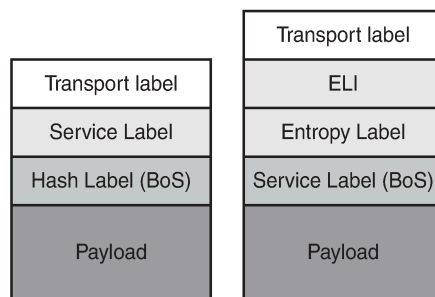 Transport label
Service Label
Hash Label (BoS)
Payload
Transport label
ELI
Entropy Label
Service Label (BoS)
Payload